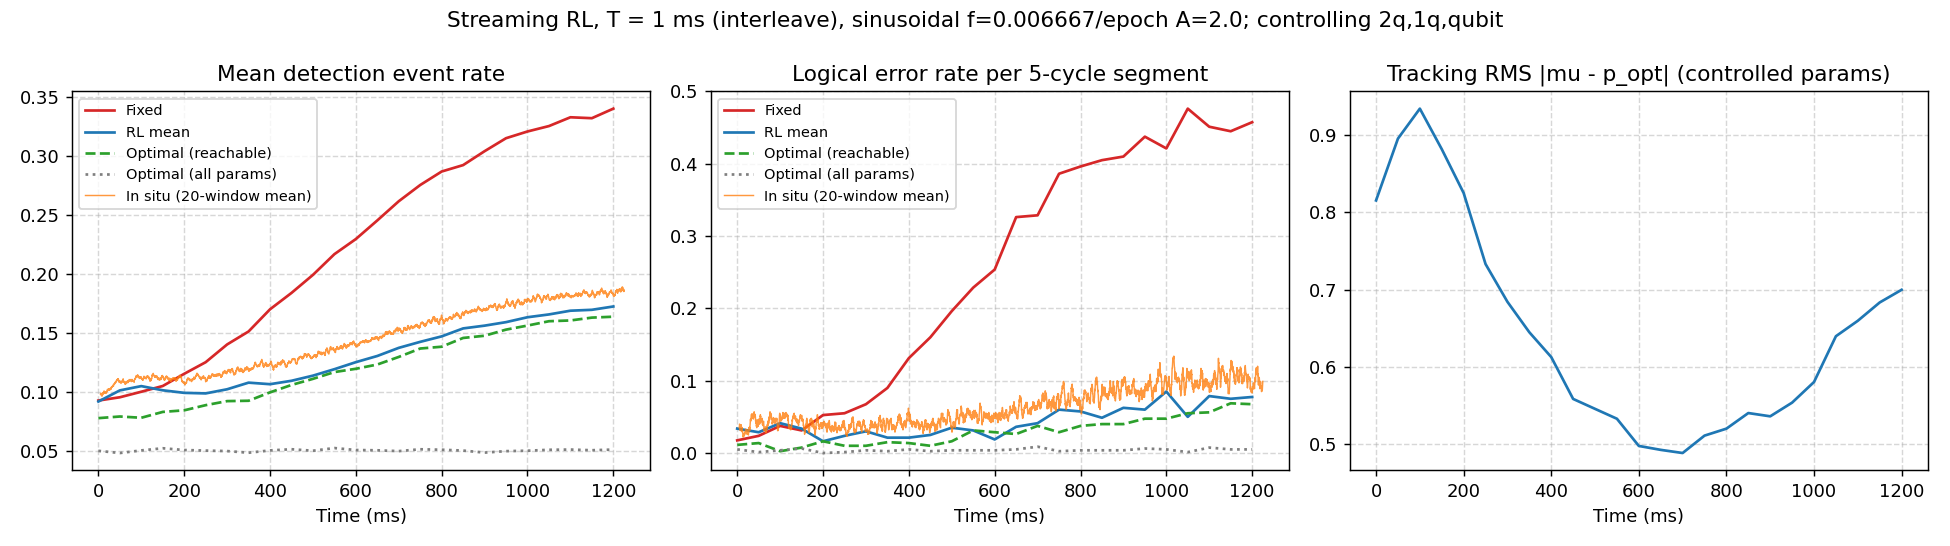 Streaming RL, T = 1 ms (interleave), sinusoidal f=0.006667/epoch A=2.0; controlling 2q,1q,qubit
Mean detection event rate
0.35
0.30
0.25
0.20
0.15
0.10
0.05
Fixed
RL mean
Optimal (reachable)
Optimal (all params)
In situ (20-window mean)
0
200
400
600
800
1000
1200
Time (ms)
Logical error rate per 5-cycle segment
0.5
0.4
0.3
0.2
0.1
0.0
Fixed
RL mean
Optimal (reachable)
Optimal (all params)
In situ (20-window mean)
0
200
400
600
800
1000
1200
Time (ms)
Tracking RMS |mu - p_opt| (controlled params)
0.9
0.8
0.7
0.6
0.5
0
200
400
600
800
1000
1200
Time (ms)